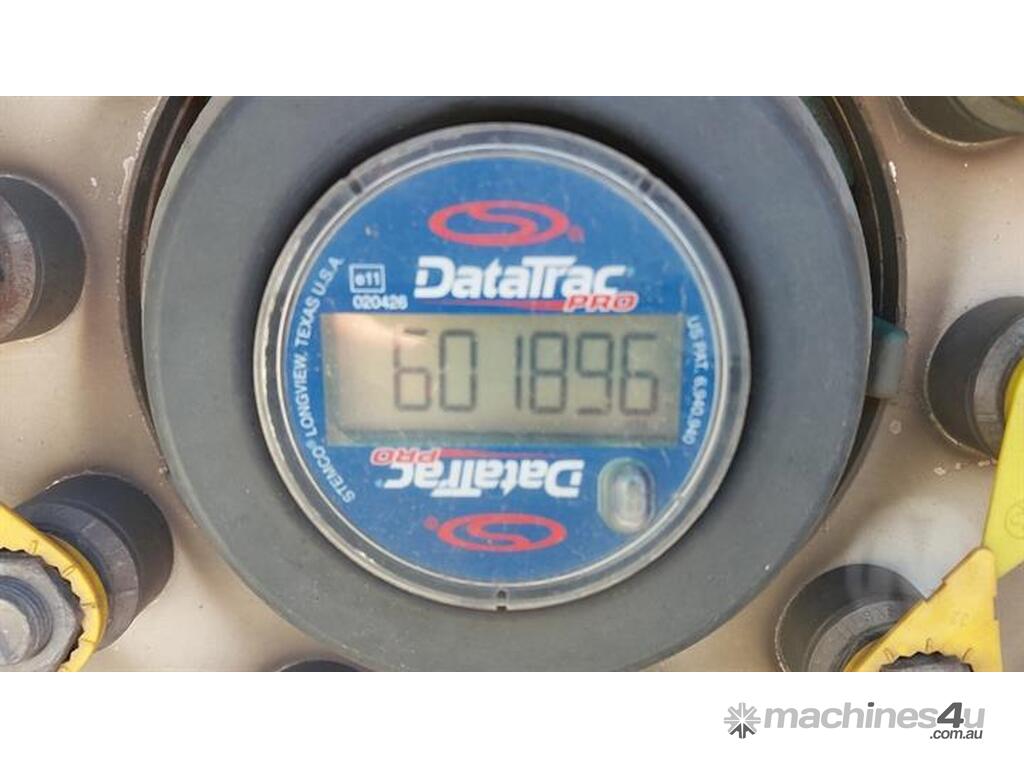 DataTrac
PRO
e11
020426
601896
STEMCO® LONGVIEW, TEXAS U.S.A.
US PAT. 6,940,940
DataTrac
PRO
machines4u
.com.au